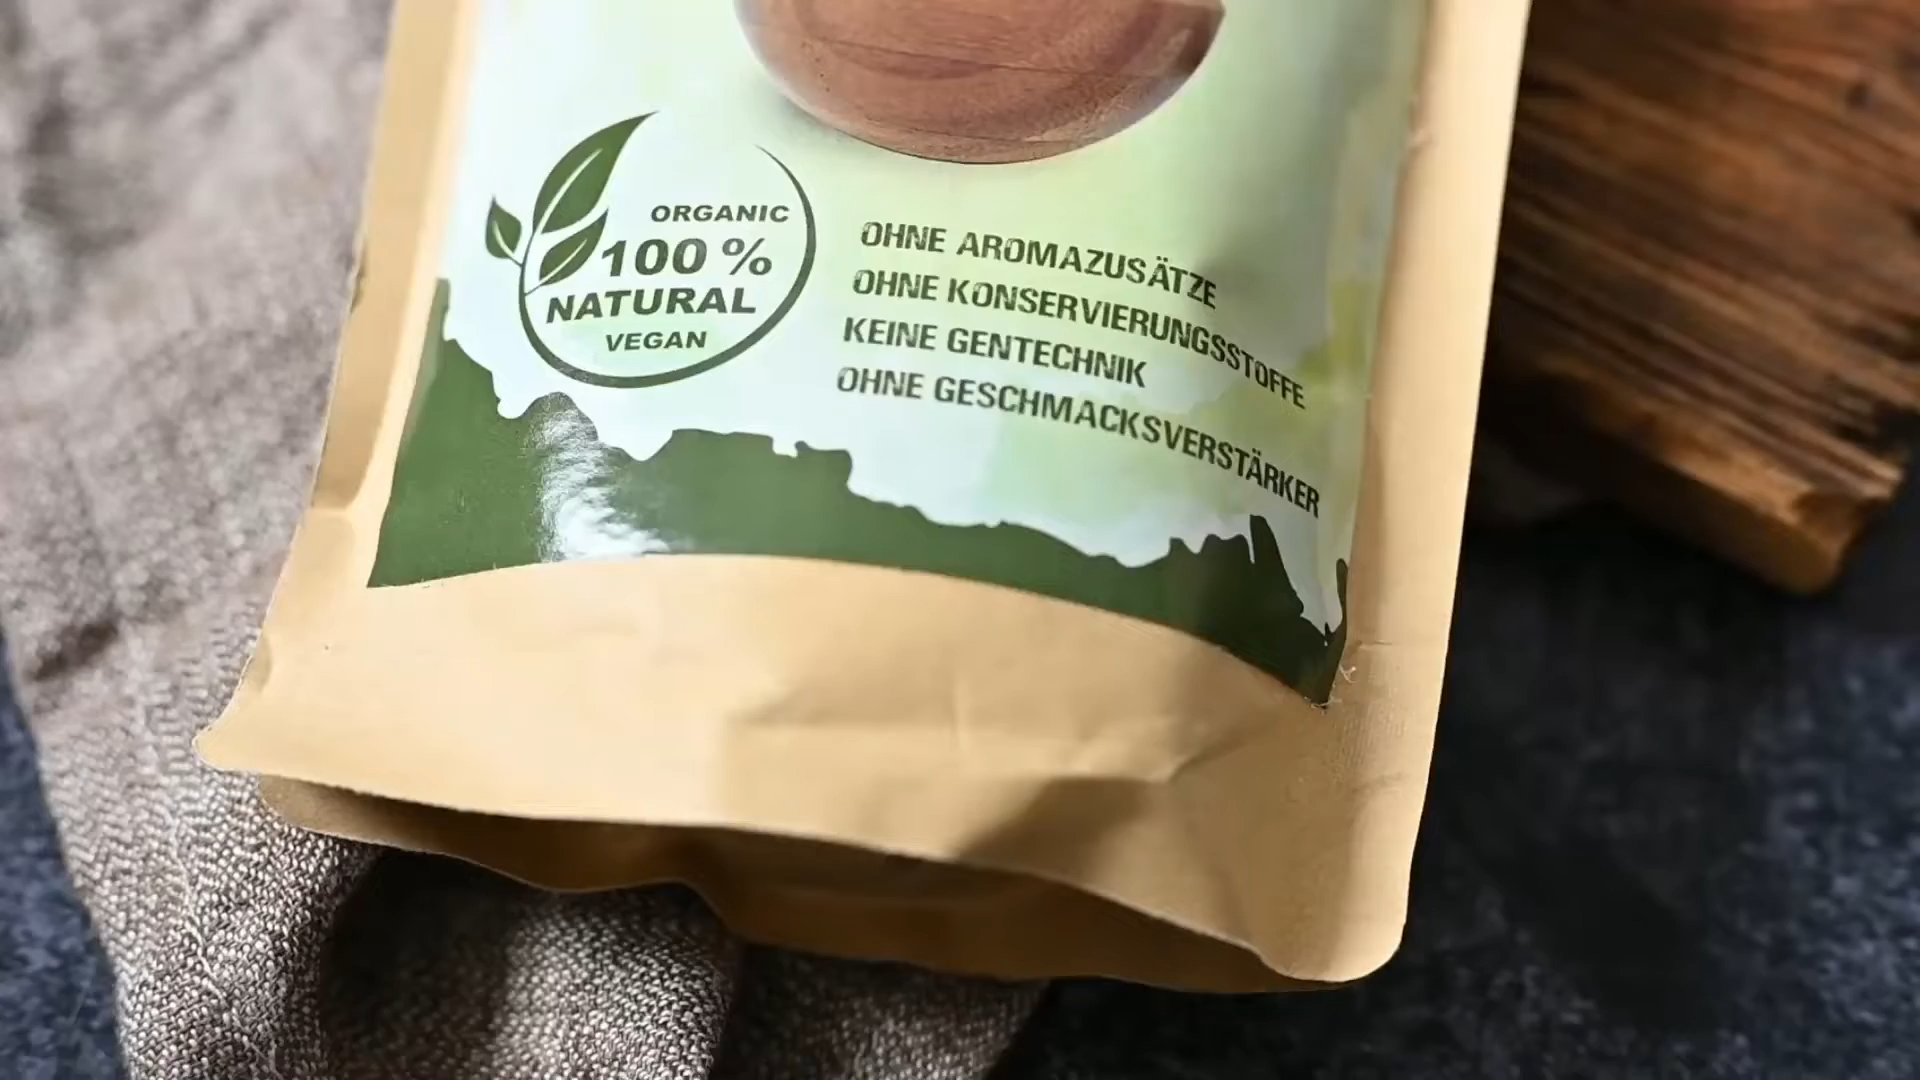 ORGANIC
100 %
NATURAL
VEGAN
OHNE AROMAZUSÄTZE
OHNE KONSERVIERUNGSSTOFFE
KEINE GENTECHNIK
OHNE GESCHMACKSVERSTÄRKER